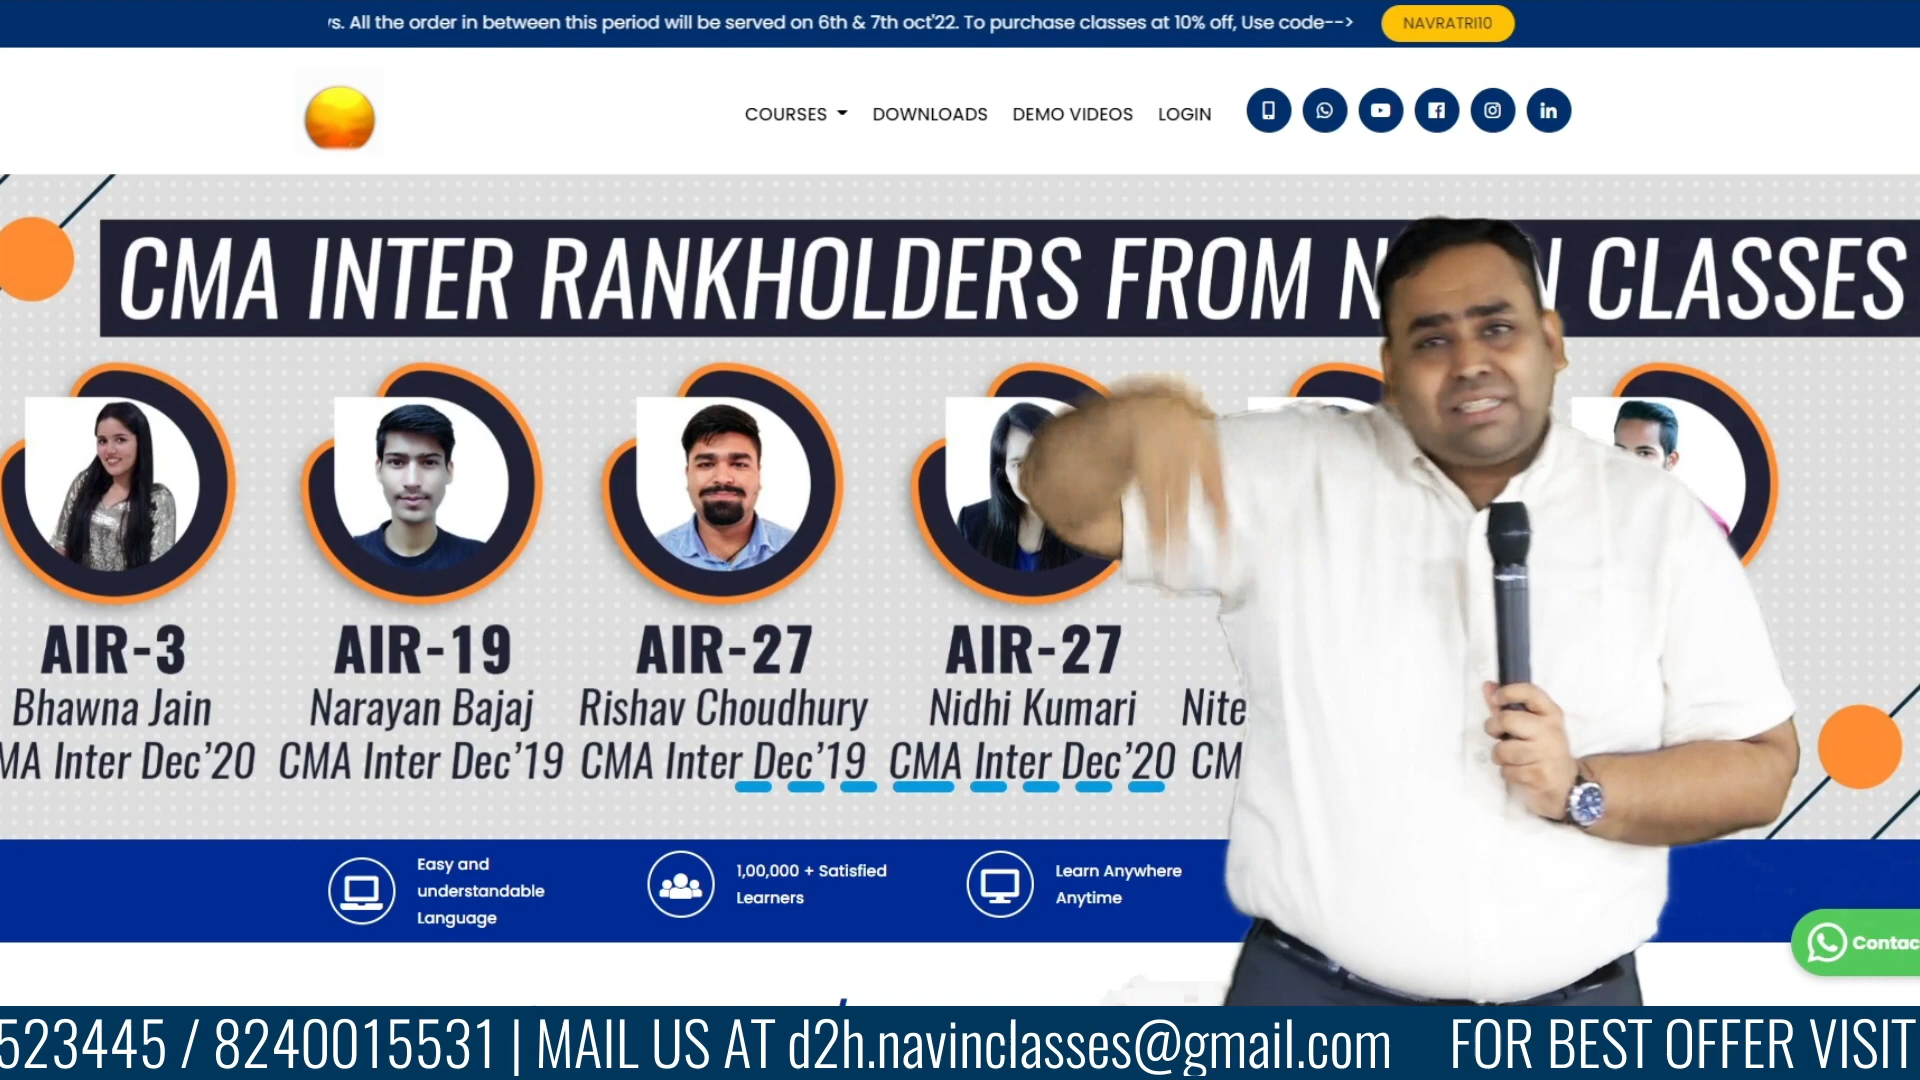 s. All the order in between this period will be served on 6th & 7th oct'22. To purchase classes at 10% off, Use code-->
NAVRATRI10
COURSES
DOWNLOADS
DEMO VIDEOS
LOGIN
CMA INTER RANKHOLDERS FROM N N CLASSES
AIR-3
Bhawna Jain
MA Inter Dec’20
AIR-19
Narayan Bajaj
CMA Inter Dec’19
AIR-27
Rishav Choudhury
CMA Inter Dec’19
AIR-27
Nidhi Kumari
CMA Inter Dec’20
Nite
CM
Easy and
understandable
Language
1,00,000 + Satisfied
Learners
Learn Anywhere
Anytime
Contac
523445 / 8240015531 | MAIL US AT d2h.navinclasses@gmail.com FOR BEST OFFER VISIT